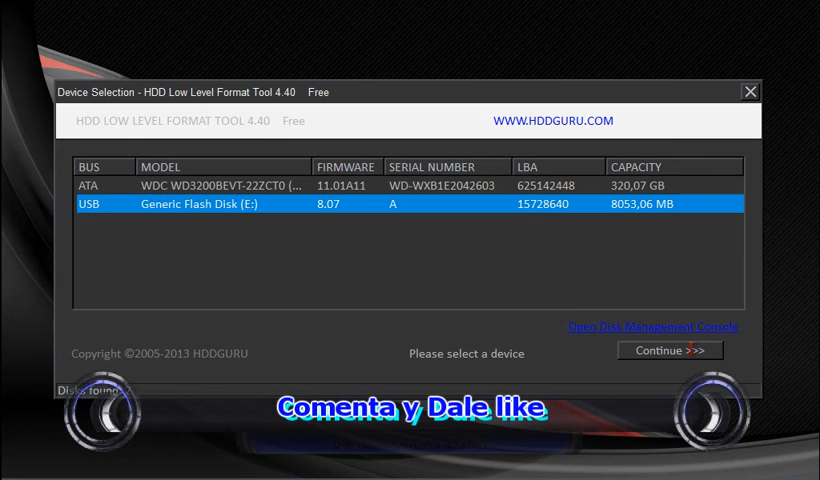 Device Selection - HDD Low Level Format Tool 4.40    Free
HDD LOW LEVEL FORMAT TOOL 4.40    Free    WWW.HDDGURU.COM
BUS    MODEL    FIRMWARE    SERIAL NUMBER    LBA    CAPACITY
ATA    WDC WD3200BEVT-22ZCT0 (...    11.01A11    WD-WXB1E2042603    625142448    320,07 GB
USB    Generic Flash Disk (E:)    8.07    A    15728640    8053,06 MB
Open Disk Management Console
Copyright ©2005-2013 HDDGURU    Please select a device    Continue >>>
Disks found: 2
Comenta y Dale like